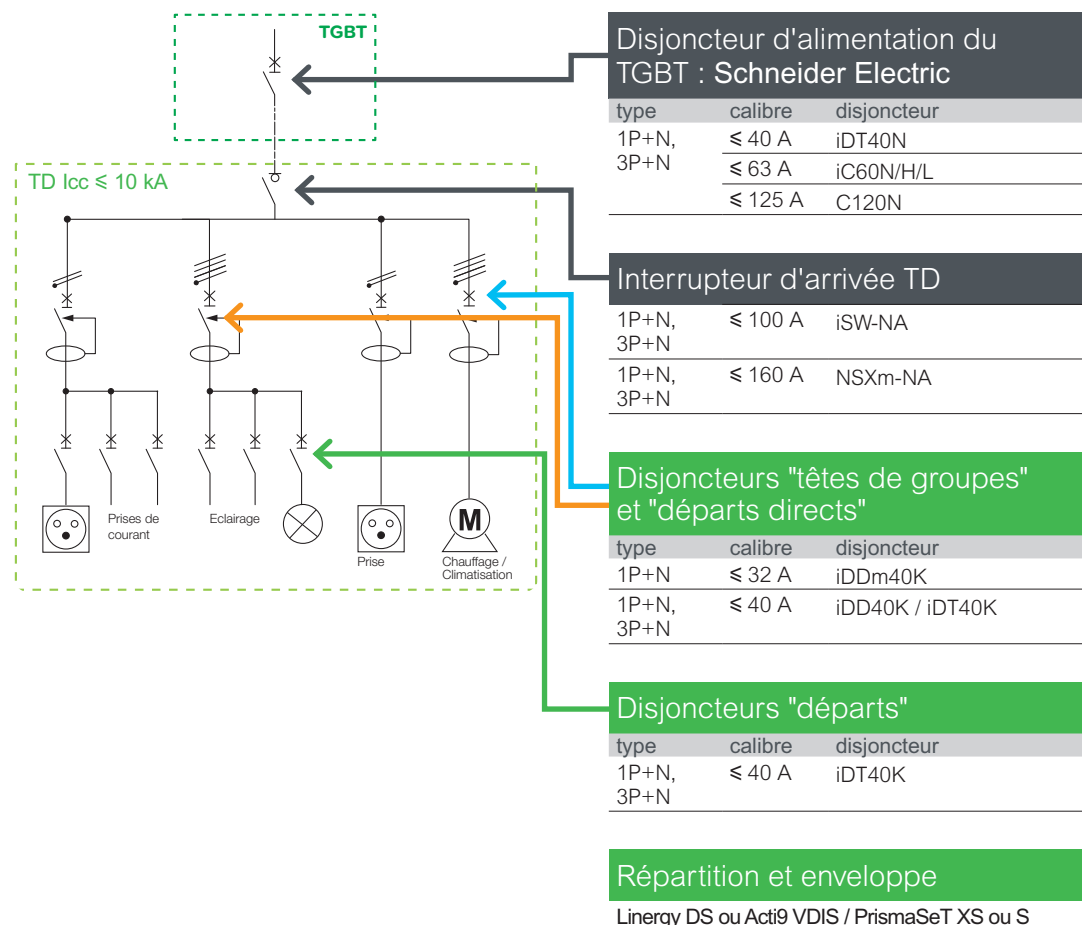 TGBT
TD Icc ≤ 10 kA
Prises de
courant
Eclairage
M
Prise
Chauffage /
Climatisation
Disjoncteur d'alimentation du
TGBT : Schneider Electric
type calibre disjoncteur
1P+N, ≤ 40 A iDT40N
3P+N ≤ 63 A iC60N/H/L
≤ 125 A C120N
Interrupteur d'arrivée TD
1P+N, ≤ 100 A iSW-NA
3P+N
1P+N, ≤ 160 A NSXm-NA
3P+N
Disjoncteurs "têtes de groupes"
et "départs directs"
type calibre disjoncteur
1P+N ≤ 32 A iDDm40K
1P+N, ≤ 40 A iDD40K / iDT40K
3P+N
Disjoncteurs "départs"
type calibre disjoncteur
1P+N, ≤ 40 A iDT40K
3P+N
Répartition et enveloppe
Linergy DS ou Acti9 VDIS / PrismaSeT XS ou S